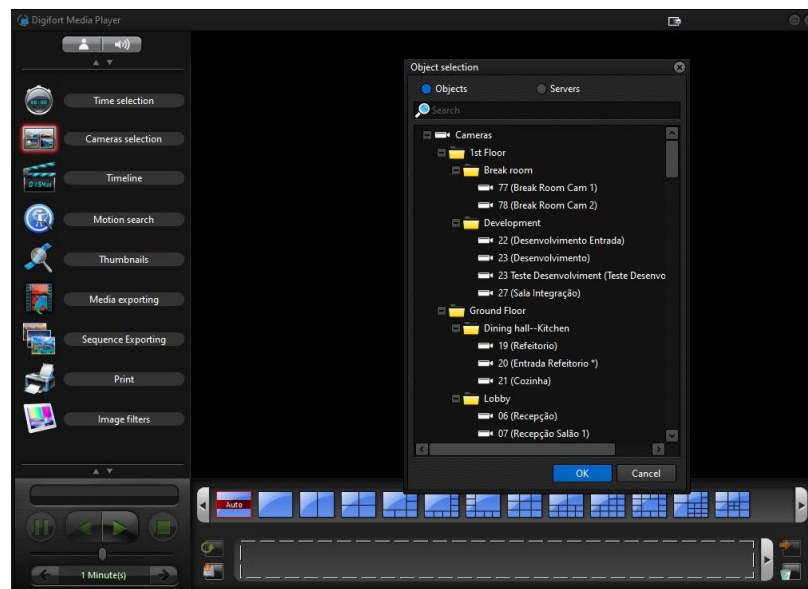 Digifort Media Player
Time selection
Cameras selection
Timeline
Motion search
Thumbnails
Media exporting
Sequence Exporting
Print
Image filters
1 Minute(s)
Object selection
Objects
Servers
Search
Cameras
1st Floor
Break room
77 (Break Room Cam 1)
78 (Break Room Cam 2)
Development
22 (Desenvolvimento Entrada)
23 (Desenvolvimento)
23 Teste Desenvolviment (Teste Desenvo
27 (Sala Integração)
Ground Floor
Dining hall--Kitchen
19 (Refeitorio)
20 (Entrada Refeitorio *)
21 (Cozinha)
Lobby
06 (Recepção)
07 (Recepção Salão 1)
OK
Cancel
Auto